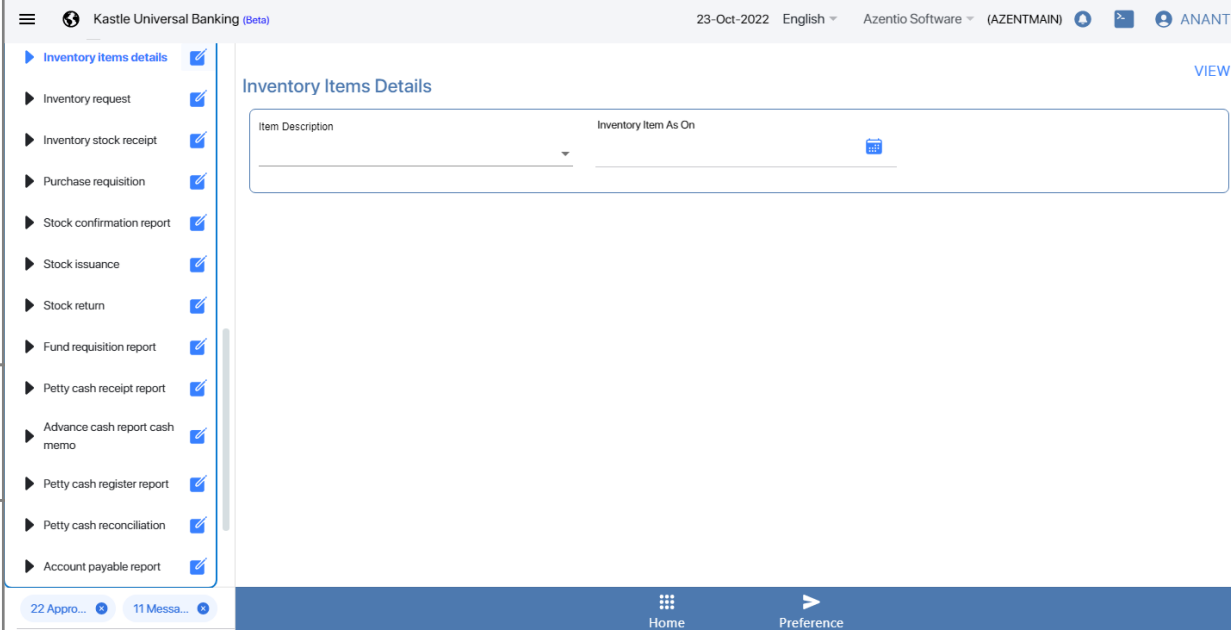 Kastle Universal Banking (Beta)
23-Oct-2022 English Azentio Software (AZENTMAIN) ANANT
Inventory items details
Inventory request
Inventory stock receipt
Purchase requisition
Stock confirmation report
Stock issuance
Stock return
Fund requisition report
Petty cash receipt report
Advance cash report cash
memo
Petty cash register report
Petty cash reconciliation
Account payable report
22 Appro...
11 Messa...
VIEW
Inventory Items Details
Item Description
Inventory Item As On
Home
Preference